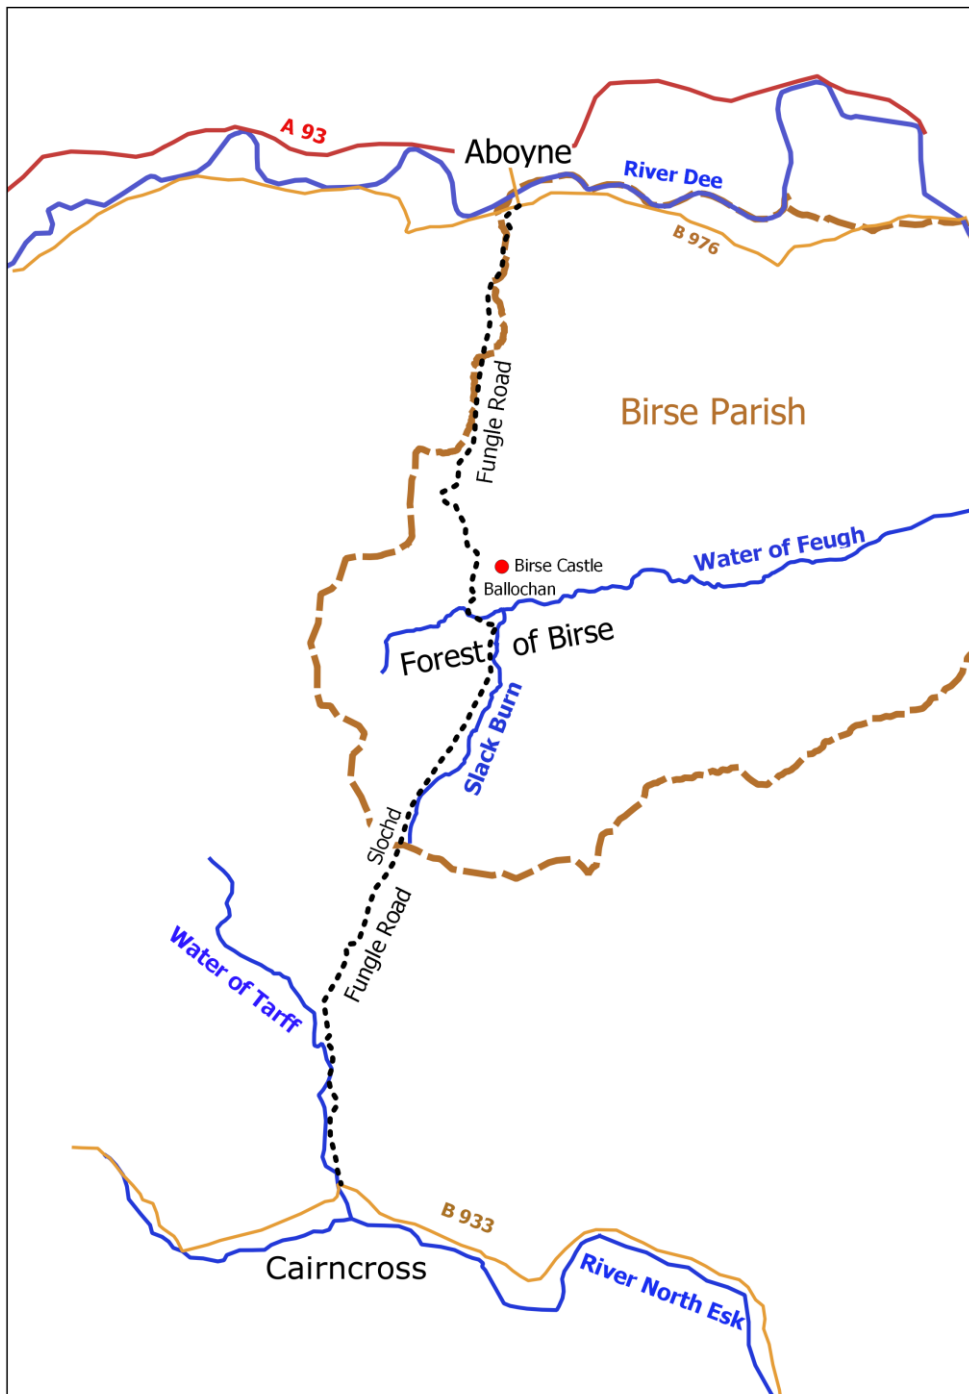 A 93
Aboyne
River Dee
B 976
Fungle Road
Birse Parish
Water of Feugh
Birse Castle
Ballochan
Forest of Birse
Slack Burn
Slochd
Fungle Road
Water of Tarff
B 933
Cairncross
River North Esk